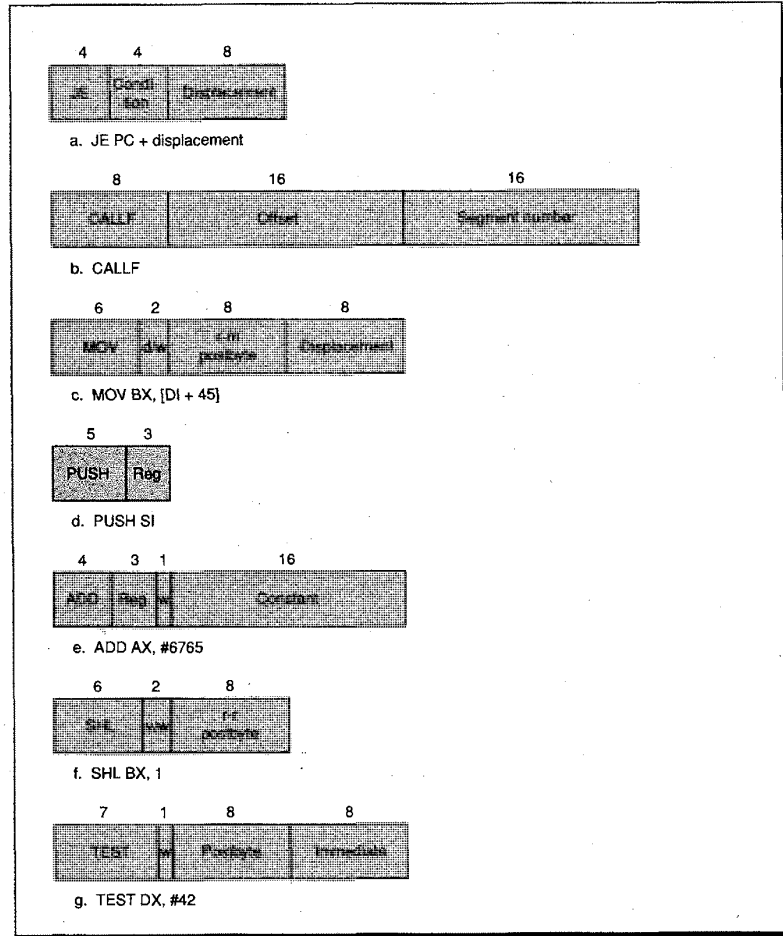 4 4 8
JE Condi tion Displacement
a. JE PC + displacement
8 16 16
CALLF Offset Segment number
b. CALLF
6 2 8 8
MOV d/w r-m postbyte Displacement
c. MOV BX, [DI + 45]
5 3
PUSH Reg
d. PUSH SI
4 3 1 16
ADD Reg w Constant
e. ADD AX, #6765
6 2 8
SHL r-r postbyte
f. SHL BX, 1
7 1 8 8
TEST w Postbyte Immediate
g. TEST DX, #42